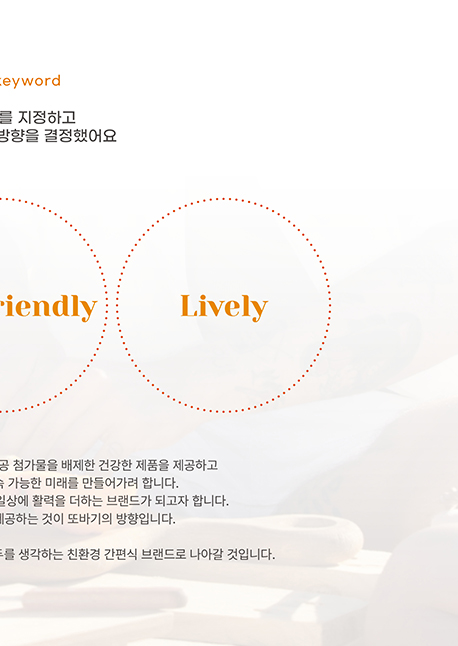 keyword
를 지정하고
방향을 결정했어요
riendly
Lively
공 첨가물을 배제한 건강한 제품을 제공하고
속 가능한 미래를 만들어가려 합니다.
일상에 활력을 더하는 브랜드가 되고자 합니다.
제공하는 것이 또바기의 방향입니다.
두를 생각하는 친환경 간편식 브랜드로 나아갈 것입니다.